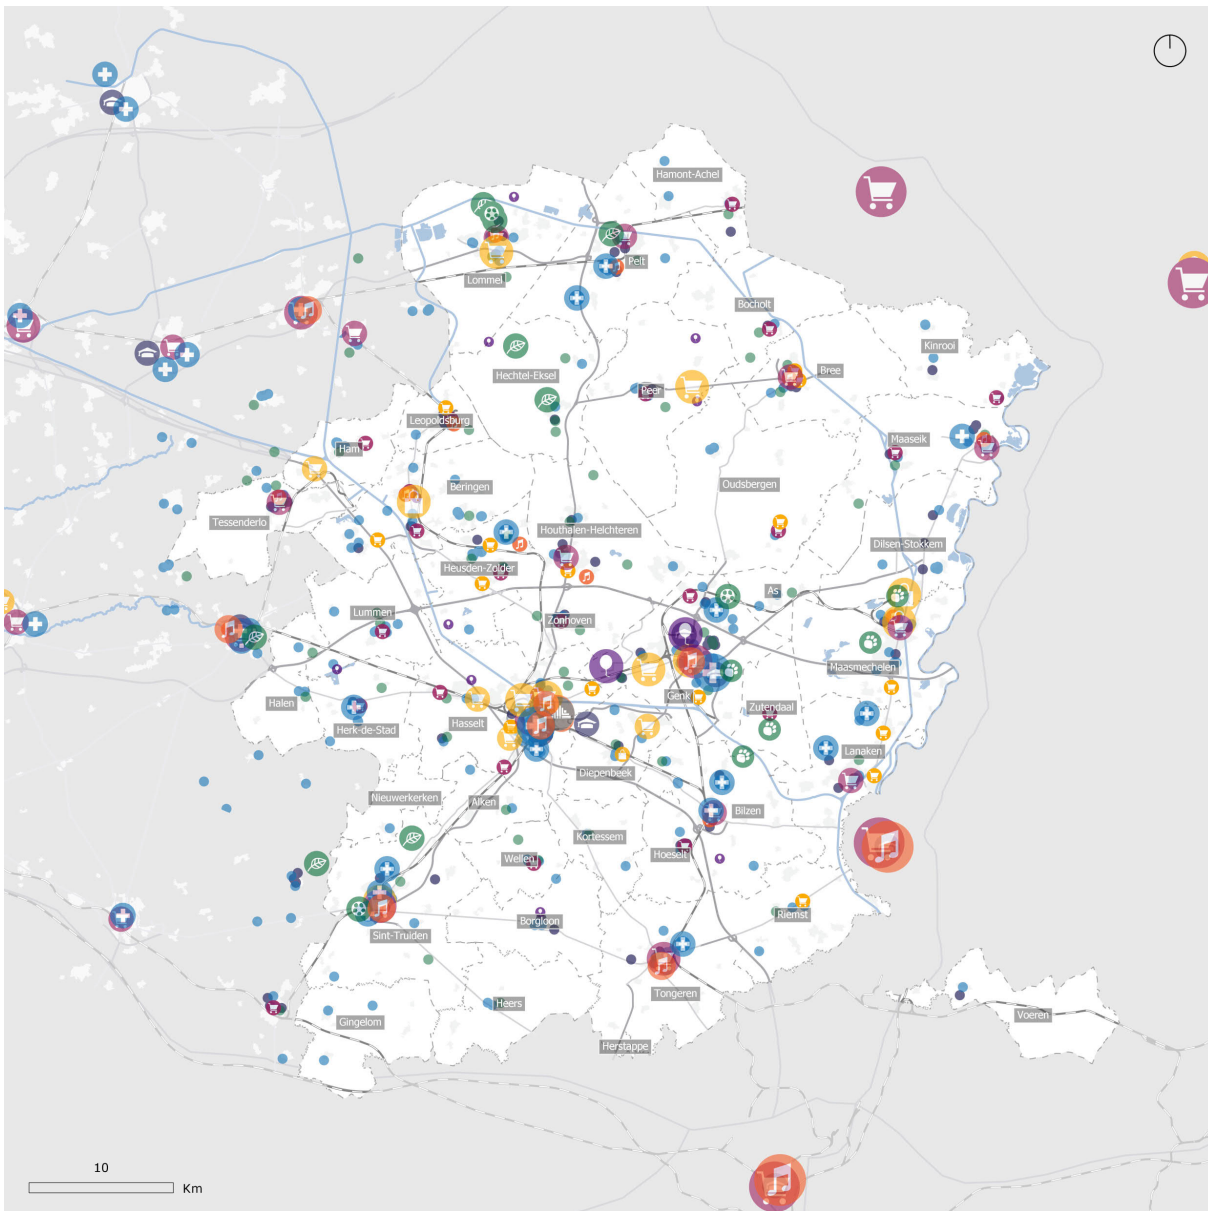 Hamont-Achel
Pelt
Lommel
Bocholt
Kinrooi
Hechtel-Eksel
Bree
Peer
Leopoldsburg
Maaseik
Ham
Beringen
Oudsbergen
Tessenderlo
Houthalen-Helchteren
Dilsen-Stokkem
Heusden-Zolder
As
Lummen
Zonhoven
Maasmechelen
Genk
Halen
Zutendaal
Hasselt
Herk-de-Stad
Lanaken
Diepenbeek
Nieuwerkerken
Alken
Bilzen
Kortessem
Wellen
Hoeselt
Riemst
Borgloon
Sint-Truiden
Tongeren
Heers
Voeren
Gingelom
Herstappe
10
Km